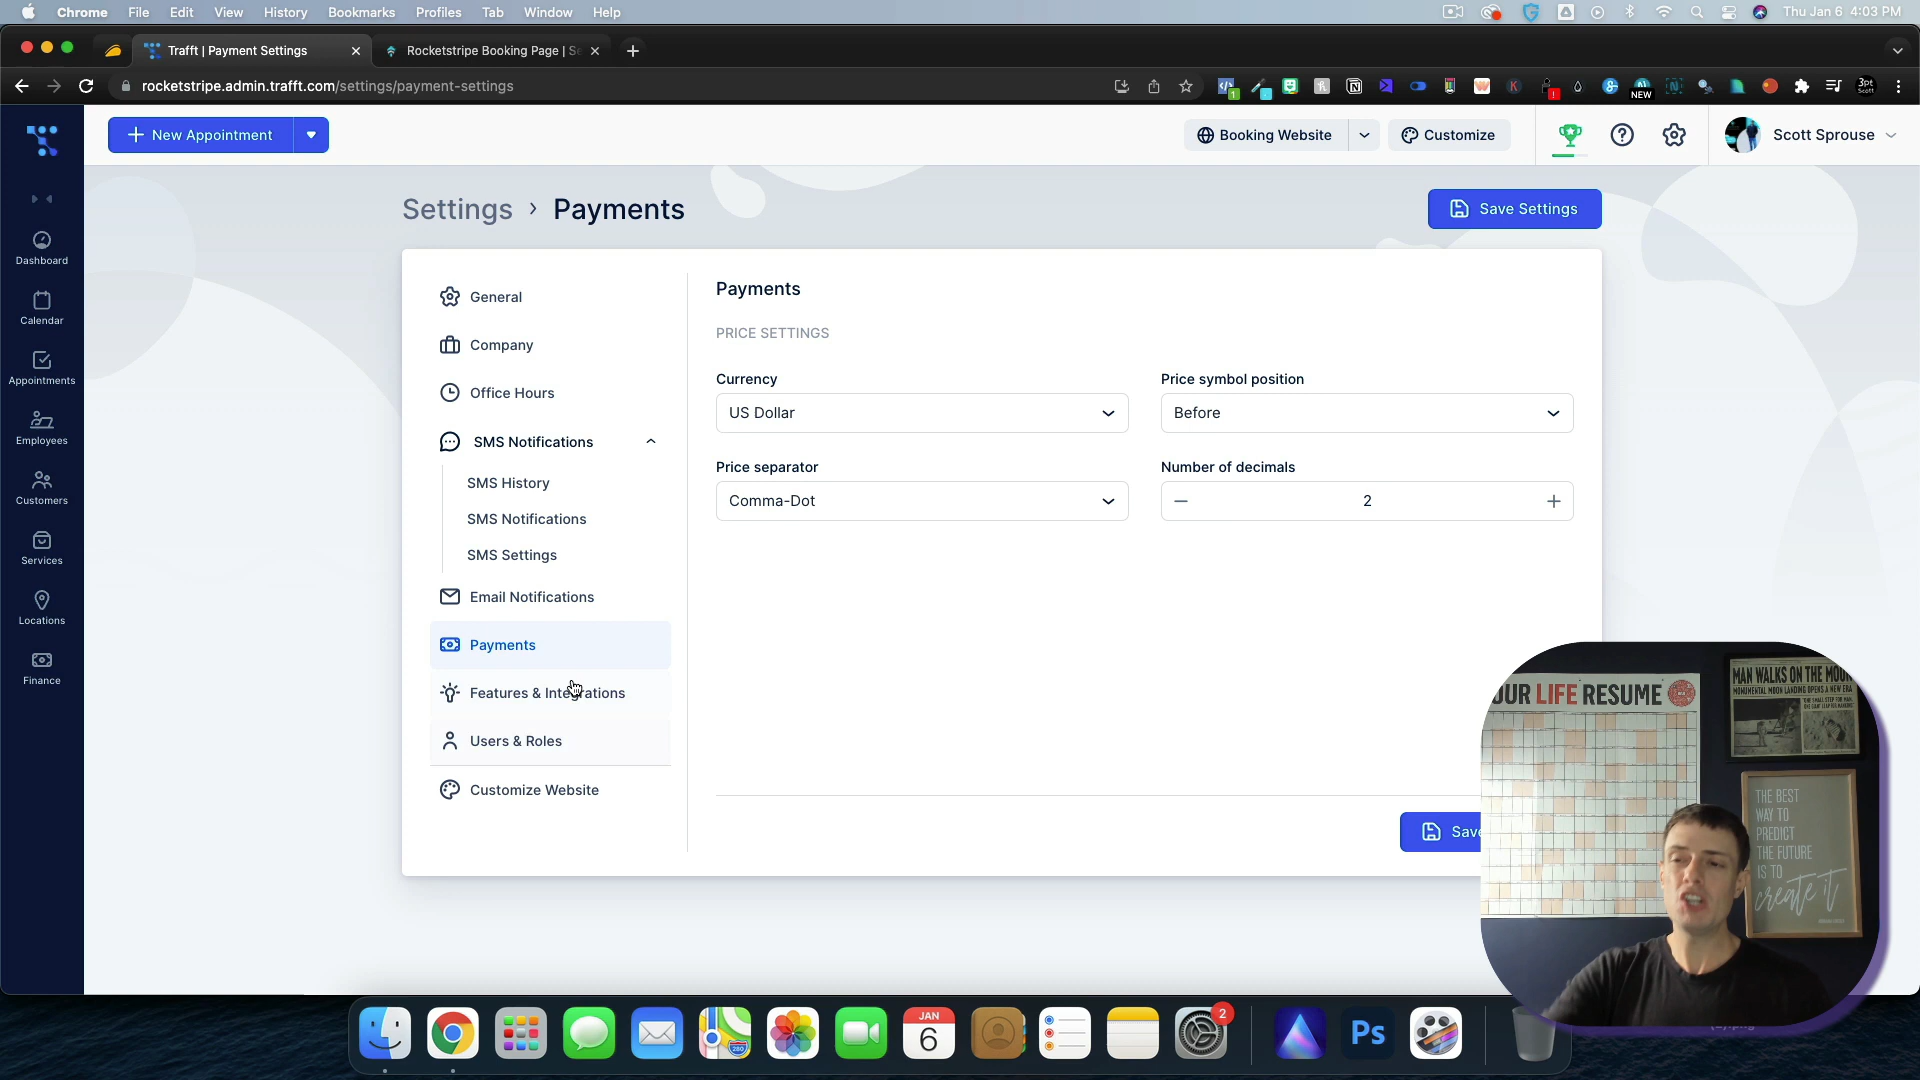 Chrome File Edit View History Bookmarks Profiles Tab Window Help
Thu Jan 6 4:03 PM
Trafft | Payment Settings
Rocketstripe Booking Page | Se
rocketstripe.admin.trafft.com/settings/payment-settings
NEW
New Appointment
Booking Website
Customize
Scott Sprouse
Dashboard
Calendar
Appointments
Employees
Customers
Services
Locations
Finance
Settings › Payments
Save Settings
General
Company
Office Hours
SMS Notifications
SMS History
SMS Notifications
SMS Settings
Email Notifications
Payments
Features & Integrations
Users & Roles
Customize Website
Payments
PRICE SETTINGS
Currency
US Dollar
Price symbol position
Before
Price separator
Comma-Dot
Number of decimals
2
Save
OUR LIFE RESUME
MAN WALKS ON THE MOON
THE BEST
WAY TO
PREDICT
THE FUTURE
IS TO
create it
JAN
6
280
2
Ps